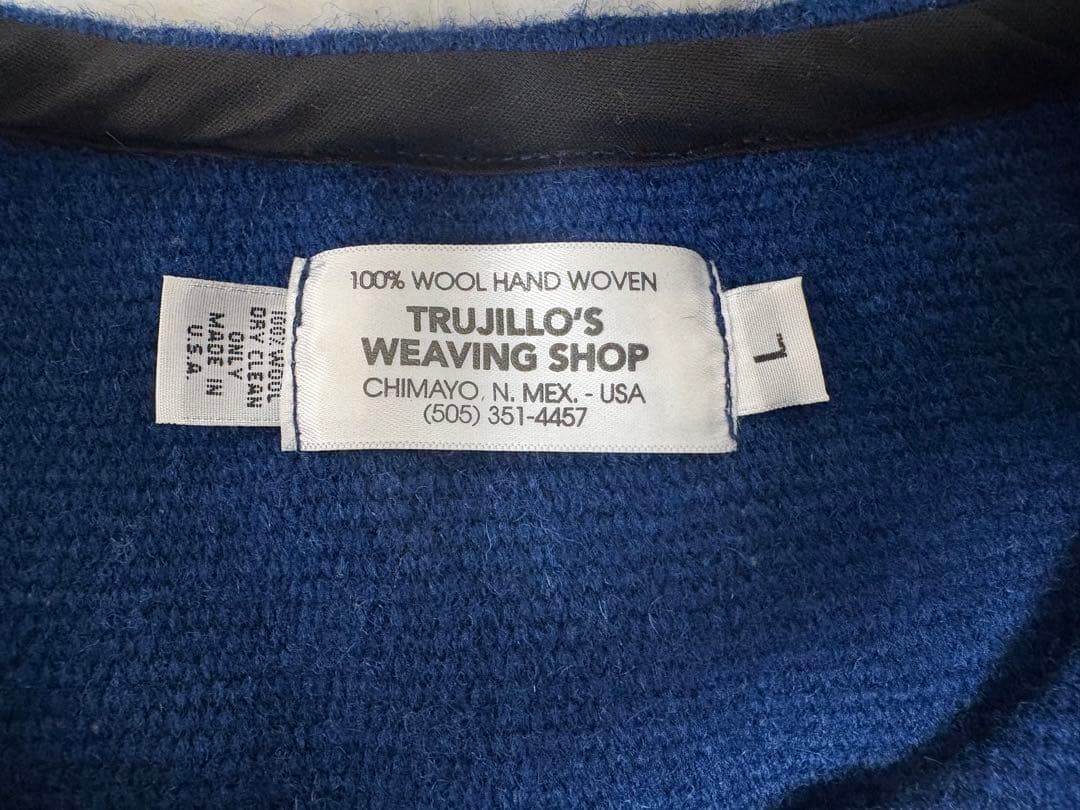 100% WOOL HAND WOVEN
TRUJILLO'S
WEAVING SHOP
CHIMAYO, N. MEX. - USA
(505) 351-4457
100% WOOL
DRY CLEAN
ONLY
MADE IN
U.S.A.
L